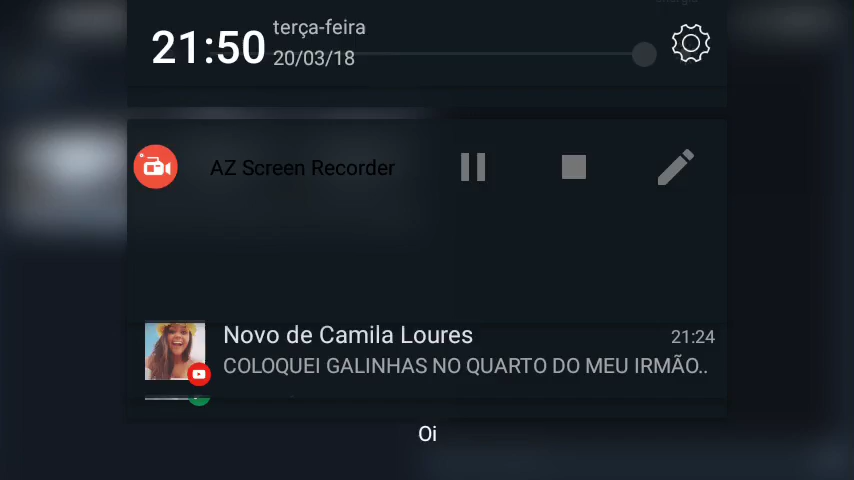 21:50
terça-feira
20/03/18
AZ Screen Recorder
Novo de Camila Loures
21:24
COLOQUEI GALINHAS NO QUARTO DO MEU IRMÃO..
Oi